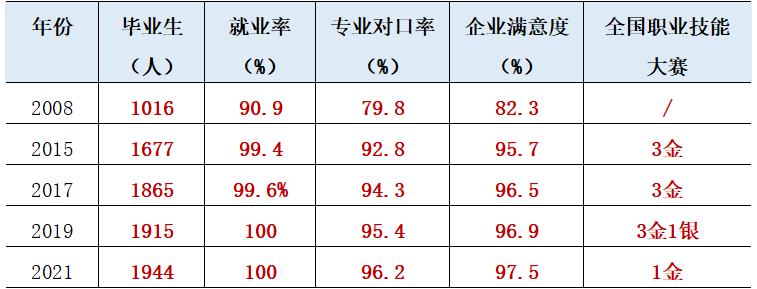 年份 毕业生（人） 就业率（%） 专业对口率（%） 企业满意度（%） 全国职业技能大赛
2008 1016 90.9 79.8 82.3 /
2015 1677 99.4 92.8 95.7 3金
2017 1865 99.6% 94.3 96.5 3金
2019 1915 100 95.4 96.9 3金1银
2021 1944 100 96.2 97.5 1金